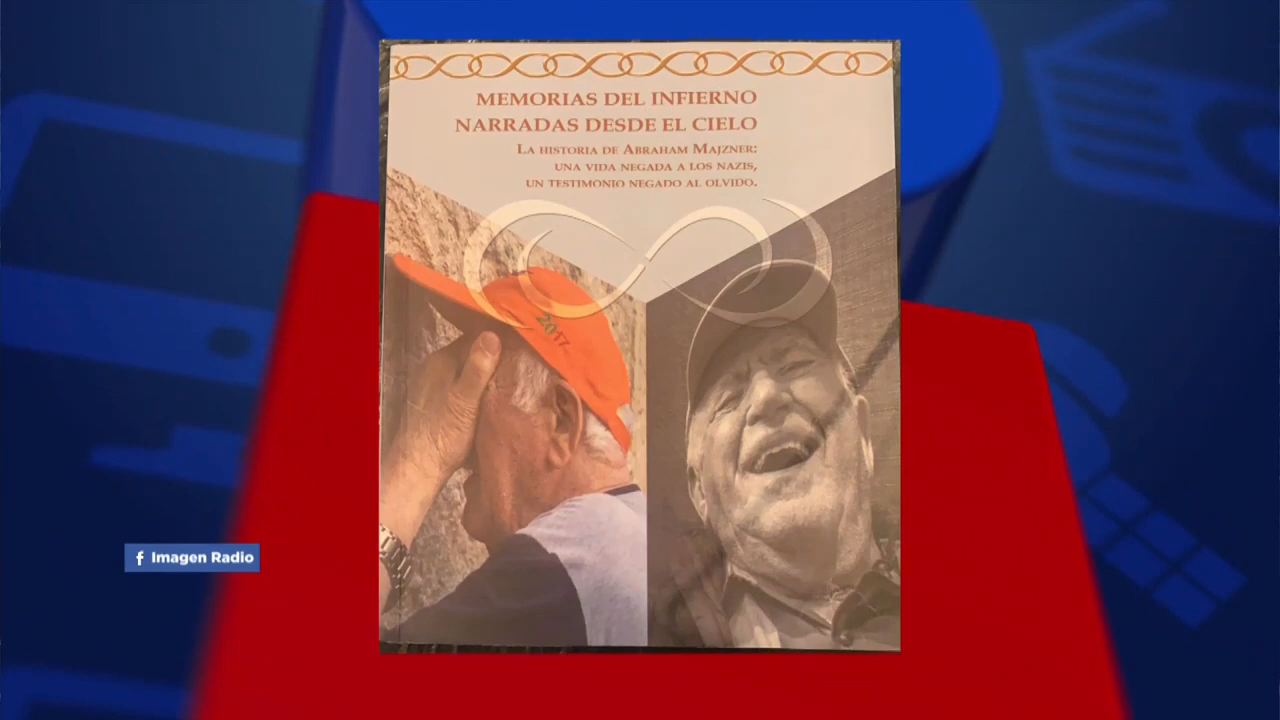 MEMORIAS DEL INFIERNO
NARRADAS DESDE EL CIELO
LA HISTORIA DE ABRAHAM MAJZNER:
UNA VIDA NEGADA A LOS NAZIS,
UN TESTIMONIO NEGADO AL OLVIDO.
2017
f Imagen Radio